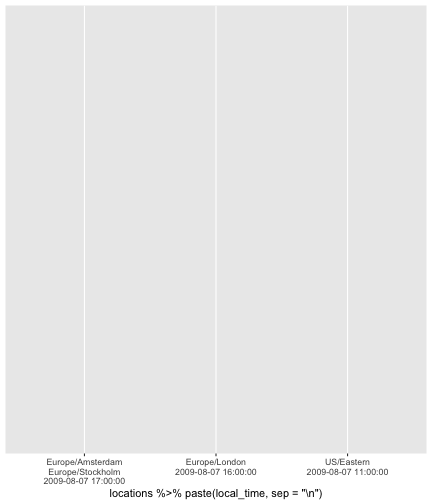 Europe/Amsterdam
Europe/Stockholm
2009-08-07 17:00:00
Europe/London
2009-08-07 16:00:00
US/Eastern
2009-08-07 11:00:00
locations %>% paste(local_time, sep = "\n")